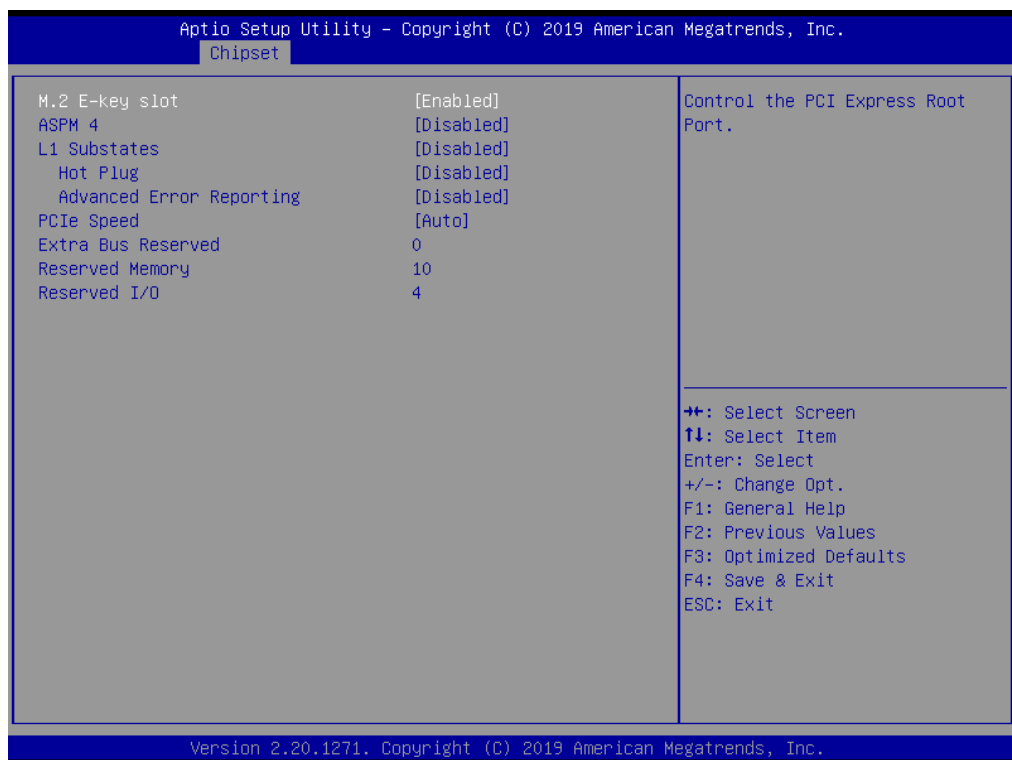 Aptio Setup Utility – Copyright (C) 2019 American Megatrends, Inc.
Chipset
M.2 E-key slot [Enabled]
ASPM 4 [Disabled]
L1 Substates [Disabled]
Hot Plug [Disabled]
Advanced Error Reporting [Disabled]
PCIe Speed [Auto]
Extra Bus Reserved 0
Reserved Memory 10
Reserved I/O 4
Control the PCI Express Root
Port.
→←: Select Screen
↑↓: Select Item
Enter: Select
+/-: Change Opt.
F1: General Help
F2: Previous Values
F3: Optimized Defaults
F4: Save & Exit
ESC: Exit
Version 2.20.1271. Copyright (C) 2019 American Megatrends, Inc.